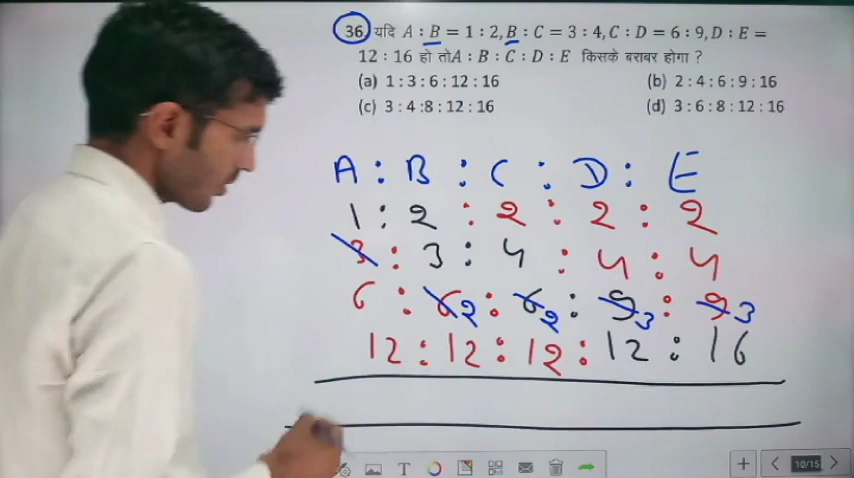 36. यदि A : B = 1 : 2, B : C = 3 : 4, C : D = 6 : 9, D : E =
12 : 16 हो तो A : B : C : D : E किसके बराबर होगा ?
(a) 1 : 3 : 6 : 12 : 16 (b) 2 : 4 : 6 : 9 : 16
(c) 3 : 4 : 8 : 12 : 16 (d) 3 : 6 : 8 : 12 : 16
A : B : C : D : E
1 : 2 : 2 : 2 : 2
3 : 3 : 4 : 4 : 4
6 : 6 2 : 6 2 : 9 3 : 9 3
12 : 12 : 12 : 12 : 16
T + < 10/15 >